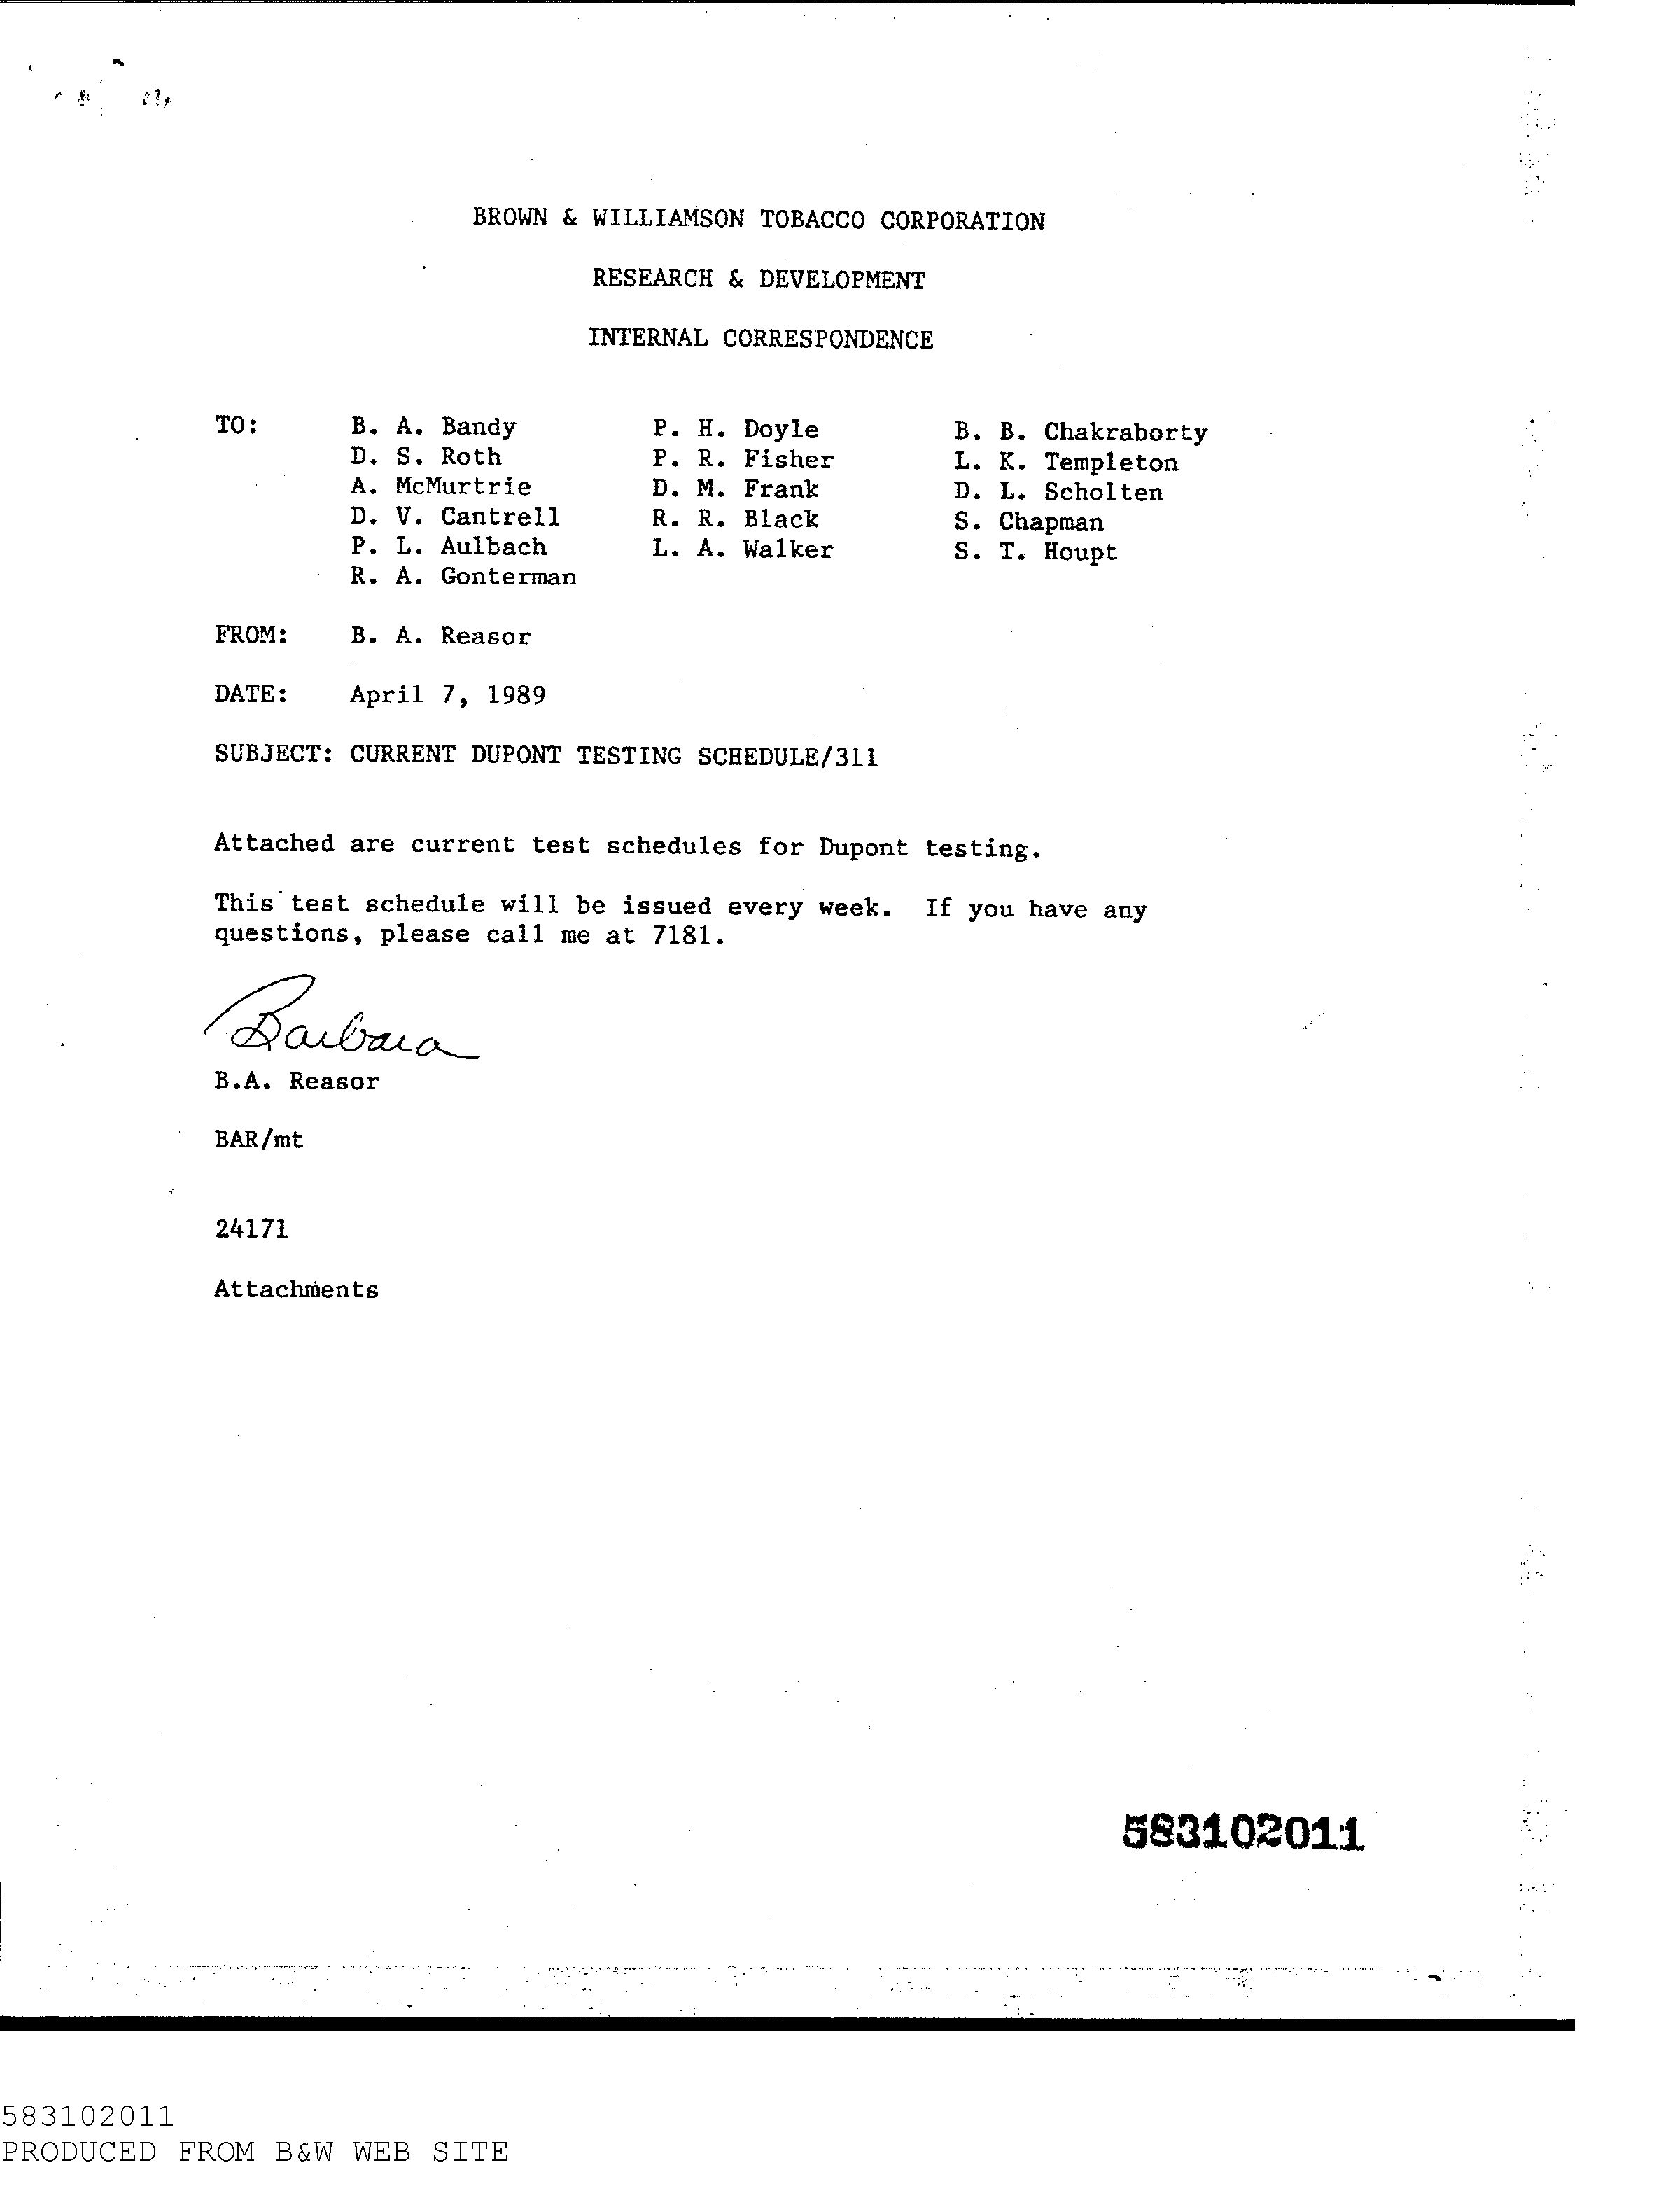 BROWN & WILLIAMSON TOBACCO CORPORATION
RESEARCH & DEVELOPMENT
INTERNAL CORRESPONDENCE
TO: B. A. Bandy P. H. Doyle B. B. Chakraborty
D. S. Roth P. R. Fisher L. K. Templeton
A. McMurtrie D. M. Frank D. L. Scholten
D. V. Cantrell R. R. Black S. Chapman
P. L. Aulbach L. A. Walker S. T. Houpt
R. A. Gonterman
FROM: B. A. Reasor
DATE: April 7, 1989
SUBJECT: CURRENT DUPONT TESTING SCHEDULE/311
Attached are current test schedules for Dupont testing.
This test schedule will be issued every week. If you have any
questions, please call me at 7181.
Barbara
B.A. Reasor
BAR/mt
24171
Attachments
583102011
583102011
PRODUCED FROM B&W WEB SITE